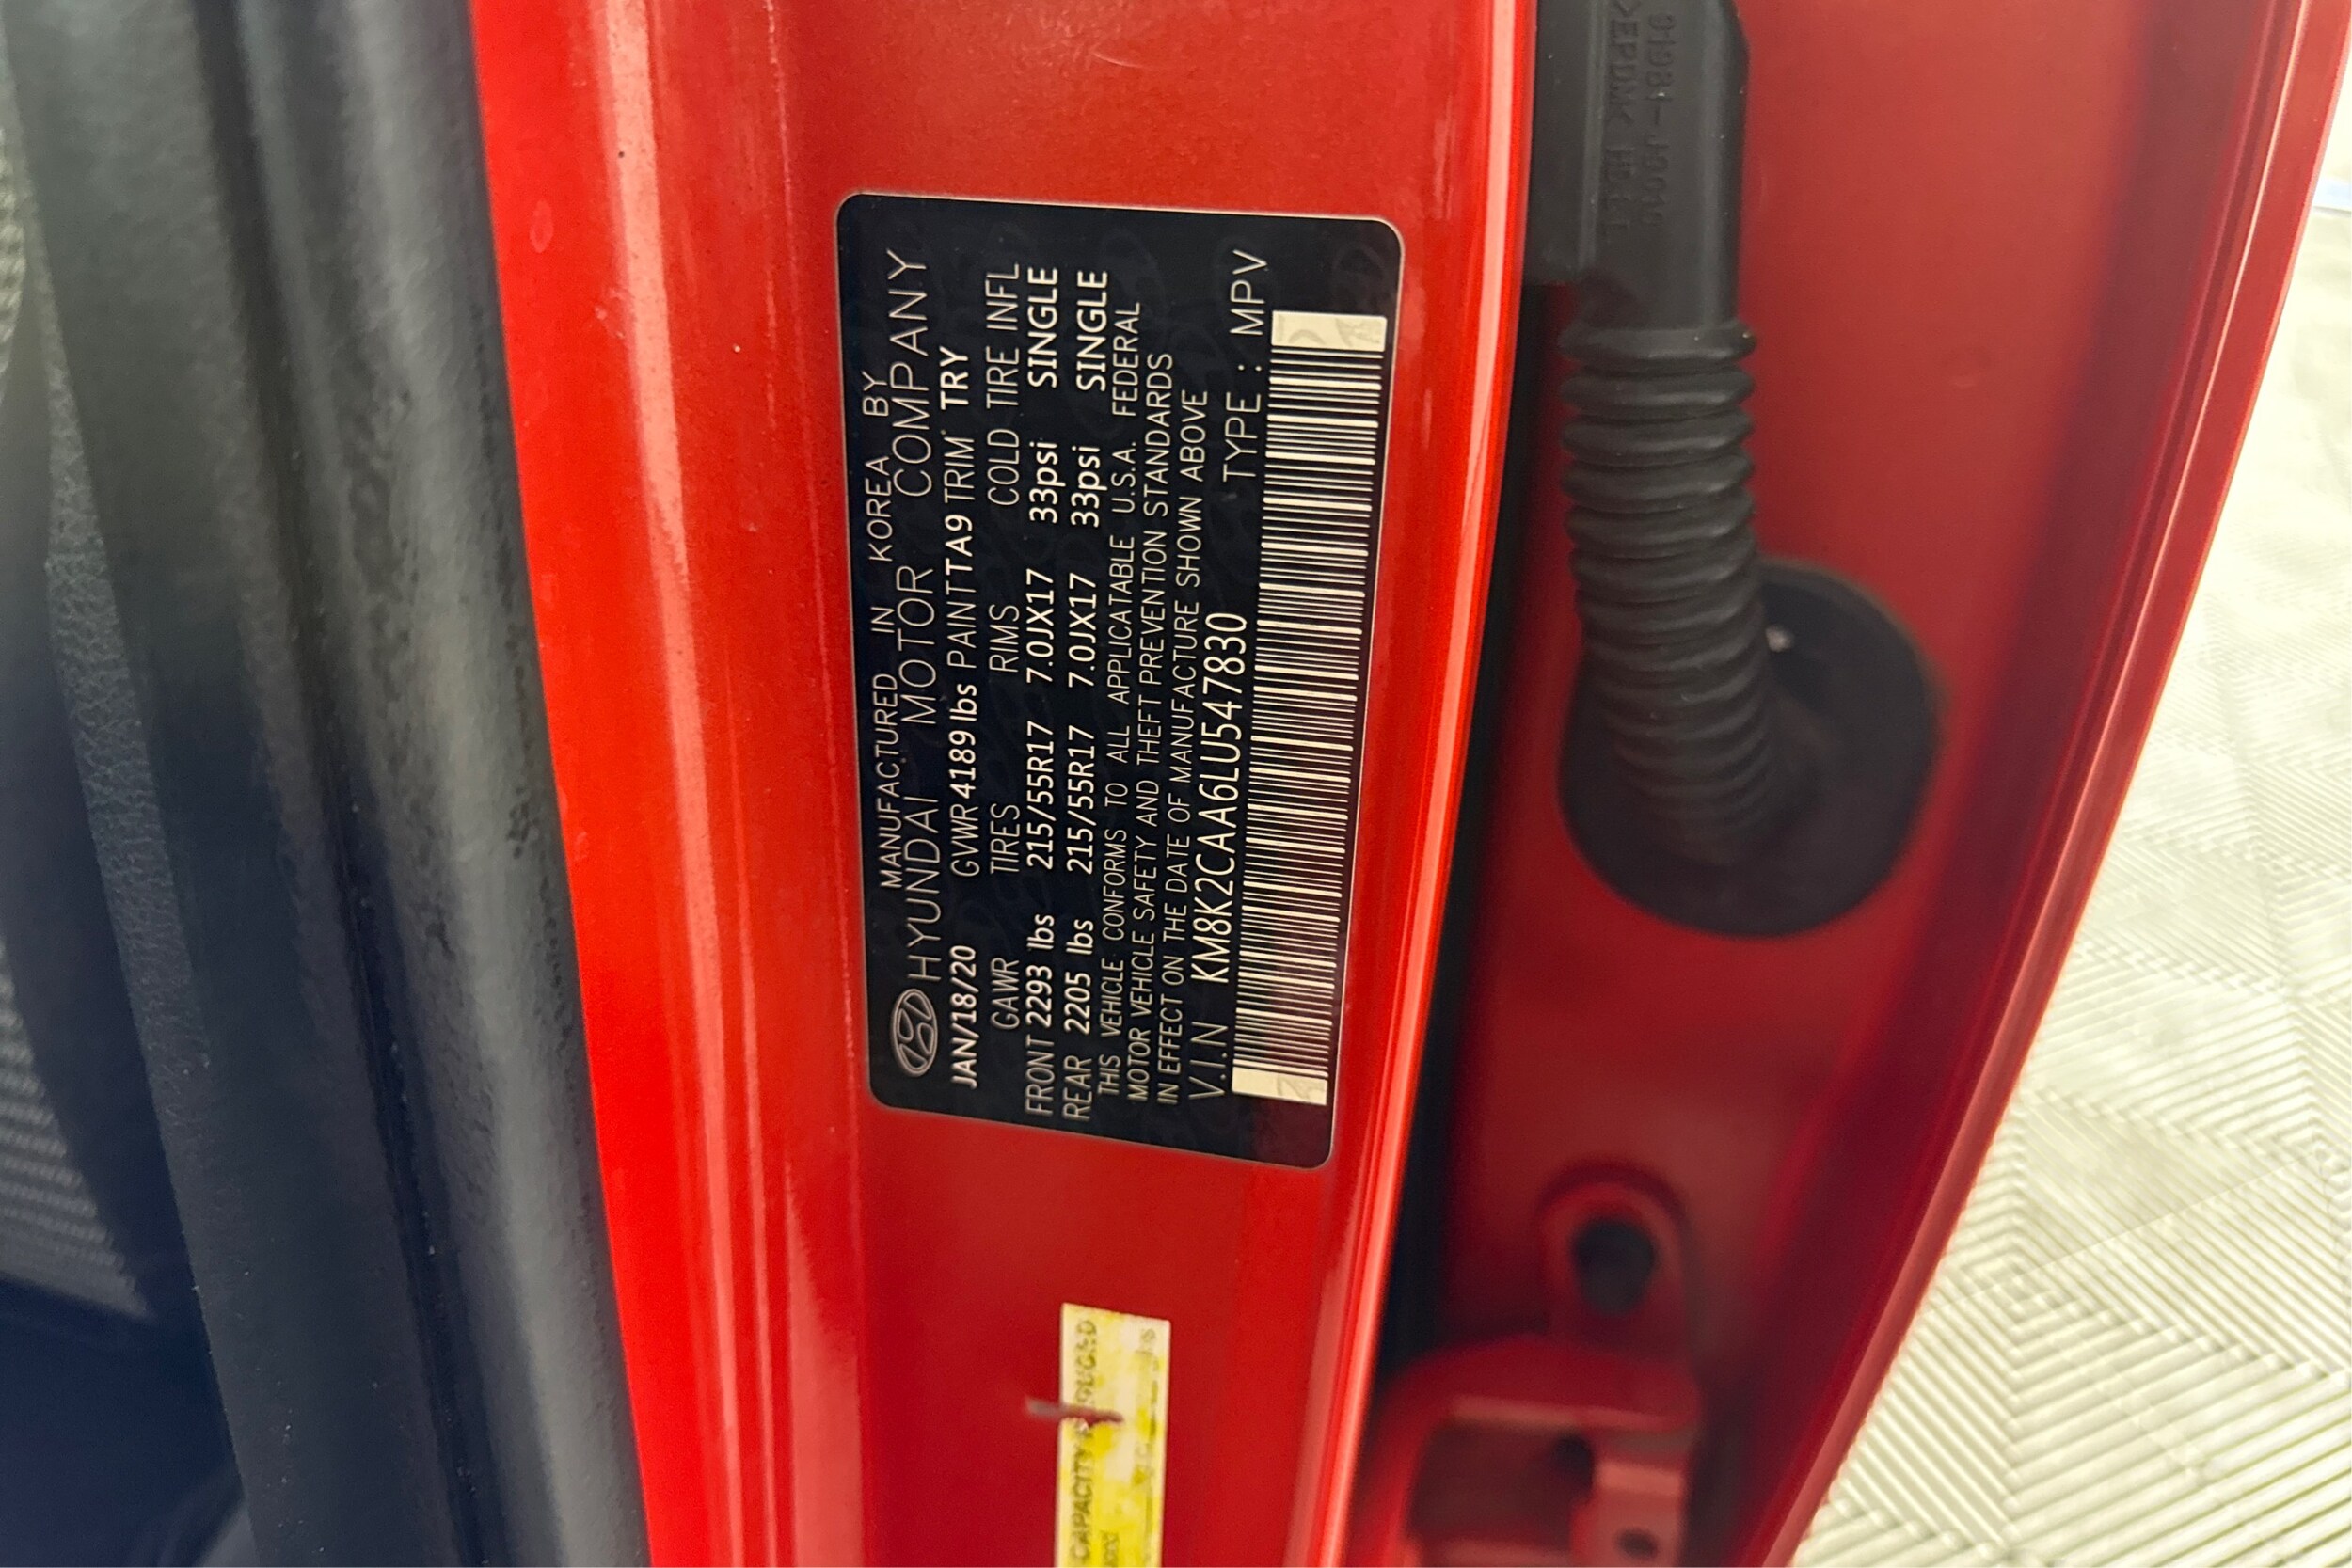 MANUFACTURED IN KOREA BY
HYUNDAI MOTOR COMPANY
JAN/18/20 GVWR 4189 lbs PAINT TA9 TRIM TRY
GAWR TIRES RIMS COLD TIRE INFL
FRONT 2293 lbs 215/55R17 7.0JX17 33psi SINGLE
REAR 2205 lbs 215/55R17 7.0JX17 33psi SINGLE
THIS VEHICLE CONFORMS TO ALL APPLICATABLE U.S.A. FEDERAL
MOTOR VEHICLE SAFETY AND THEFT PREVENTION STANDARDS
IN EFFECT ON THE DATE OF MANUFACTURE SHOWN ABOVE
V.I.N KM8K2CAA6LU547830 TYPE : MPV
CAPACITY